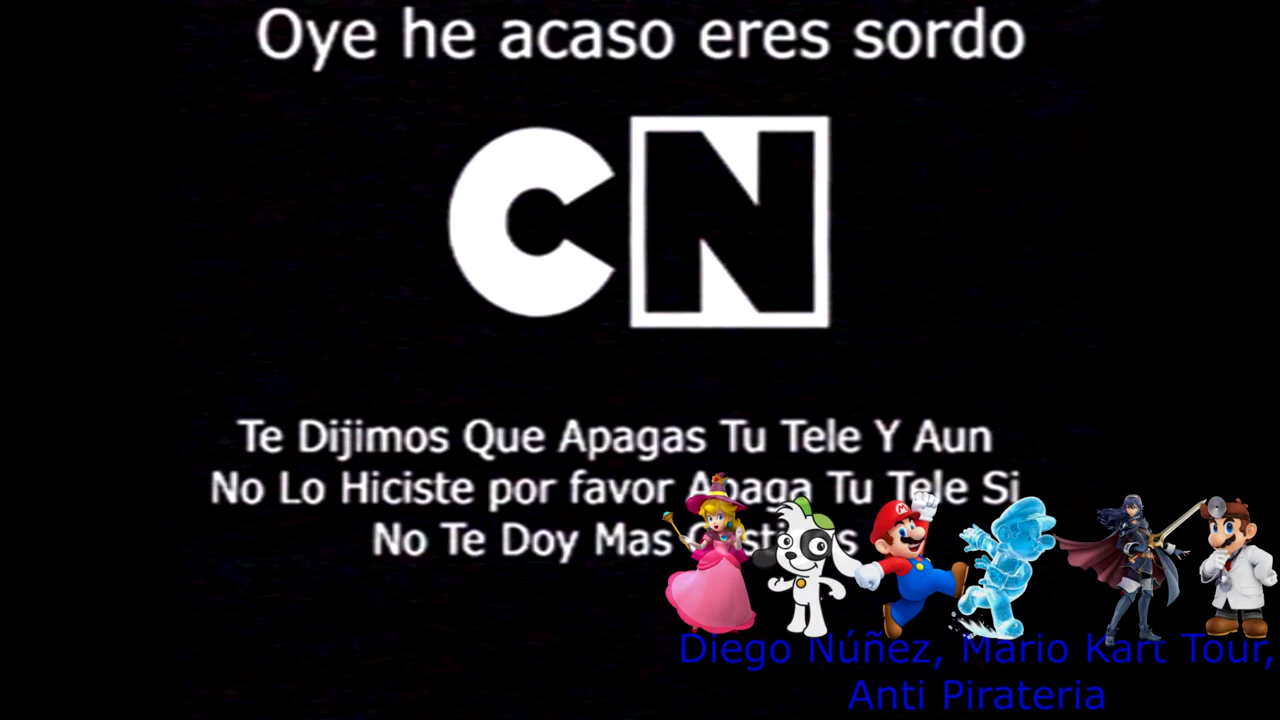 Oye he acaso eres sordo
CN
Te Dijimos Que Apagas Tu Tele Y Aun
No Lo Hiciste por favor Apaga Tu Tele Si
No Te Doy Mas
Diego Núñez, Mario Kart Tour,
Anti Pirateria